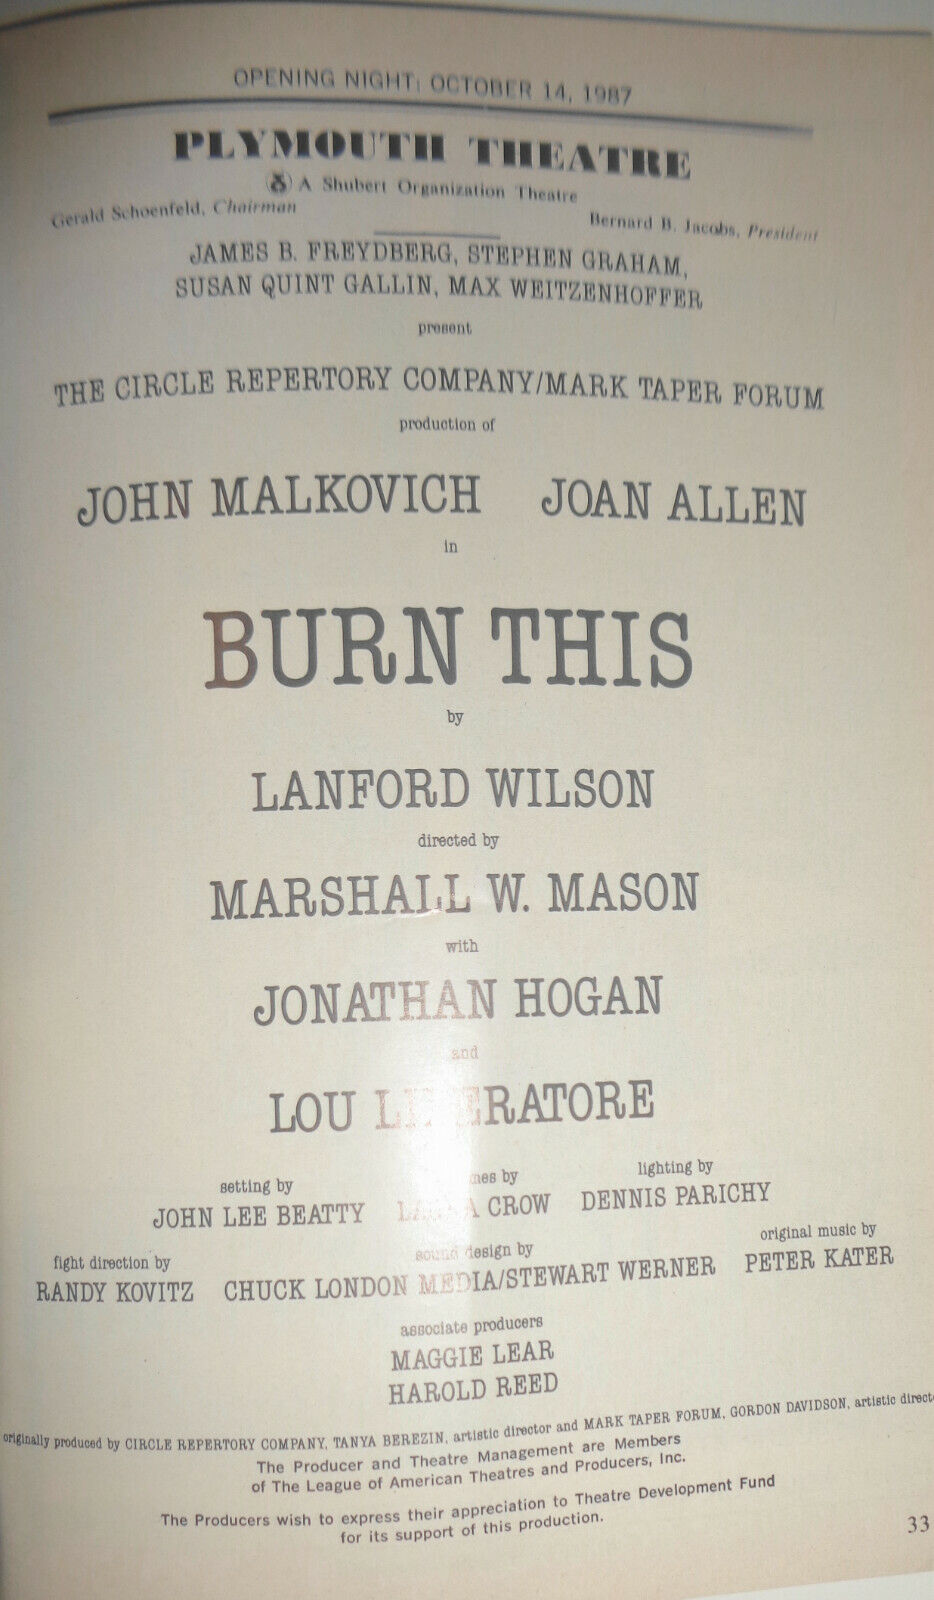 OPENING NIGHT: OCTOBER 14, 1987
PLYMOUTH THEATRE
A Shubert Organization Theatre
Gerald Schoenfeld, Chairman Bernard B. Jacobs, President
JAMES B. FREYDBERG, STEPHEN GRAHAM,
SUSAN QUINT GALLIN, MAX WEITZENHOFFER
present
THE CIRCLE REPERTORY COMPANY/MARK TAPER FORUM
production of
JOHN MALKOVICH JOAN ALLEN
in
BURN THIS
by
LANFORD WILSON
directed by
MARSHALL W. MASON
with
JONATHAN HOGAN
and
LOU
setting by by lighting by
JOHN LEE BEATTY CROW DENNIS PARICHY
fight direction by sound design by original music by
RANDY KOVITZ CHUCK LONDON MEDIA/STEWART WERNER PETER KATER
associate producers
MAGGIE LEAR
HAROLD REED
originally produced by CIRCLE REPERTORY COMPANY, TANYA BEREZIN, artistic director and MARK TAPER FORUM, GORDON DAVIDSON, artistic direct
The Producer and Theatre Management are Members
of The League of American Theatres and Producers, Inc.
The Producers wish to express their appreciation to Theatre Development Fund
for its support of this production.
33